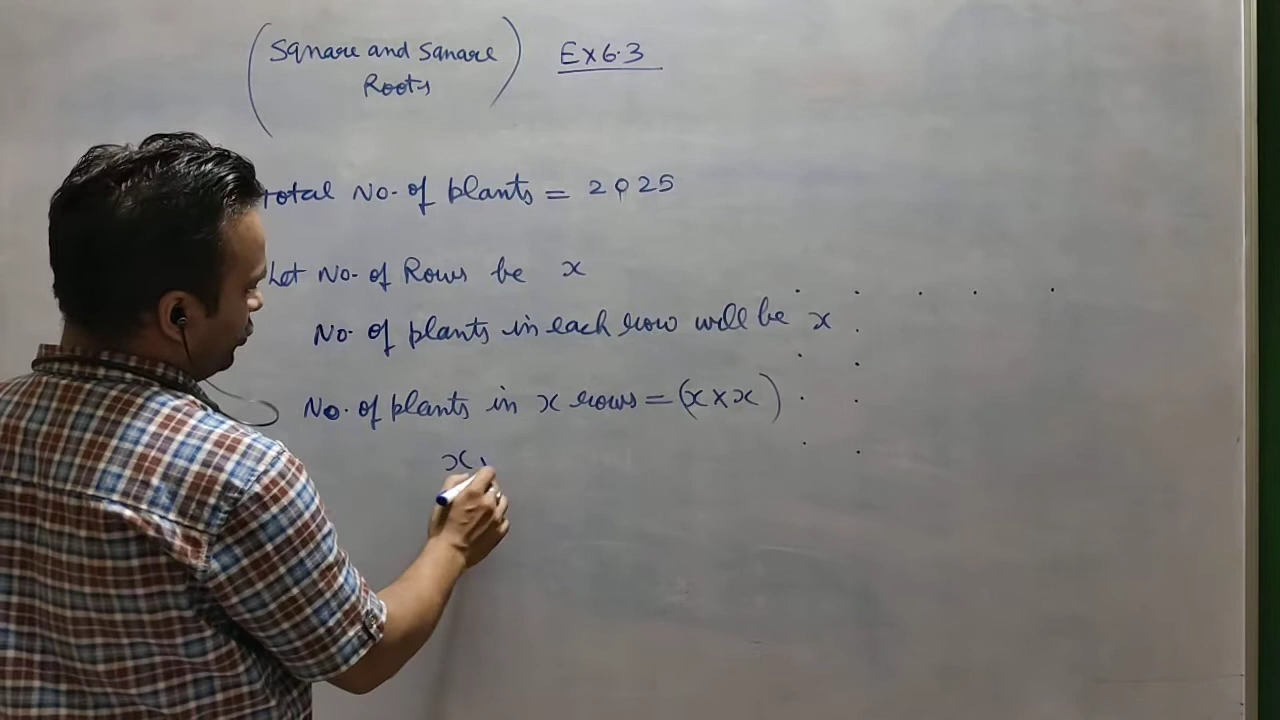 (Square and Square Ex 6.3
Roots)
Total No. of plants = 2025
Let No. of Rows be x
No. of plants in each row will be x
No. of plants in x rows = (x × x)
x